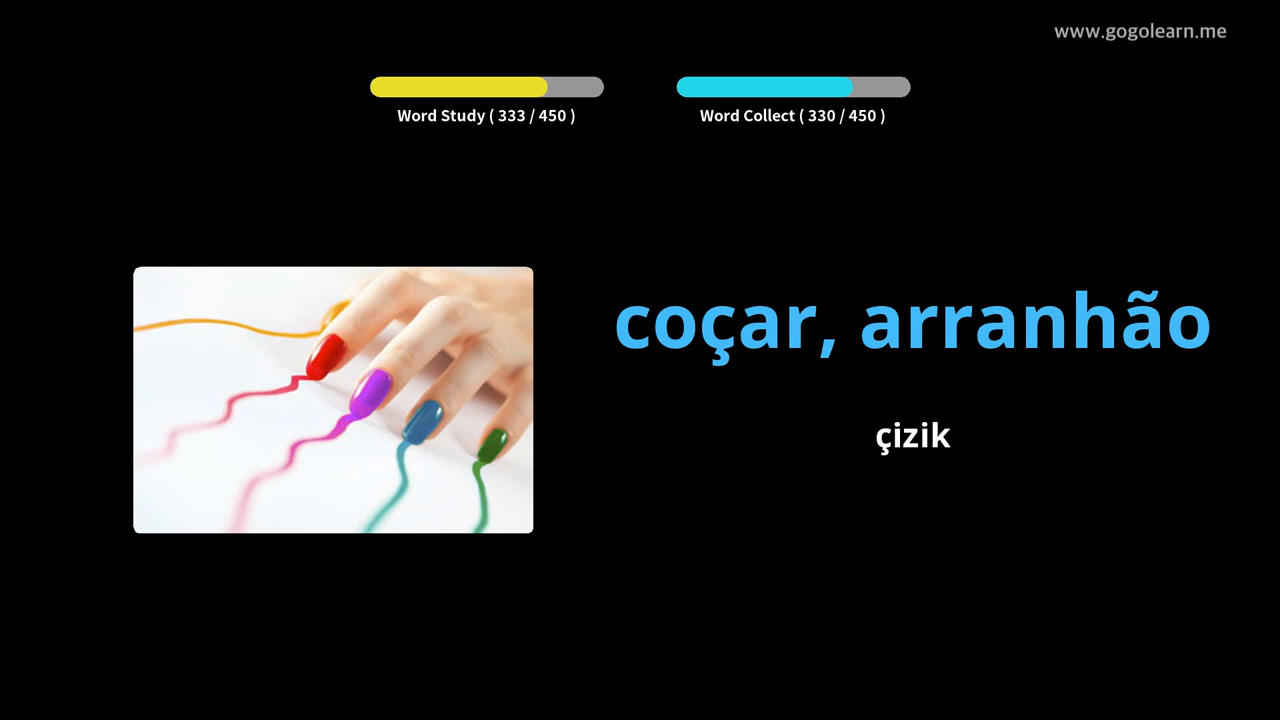 www.gogolearn.me
Word Study ( 333 / 450 )
Word Collect ( 330 / 450 )
coçar, arranhão
çizik